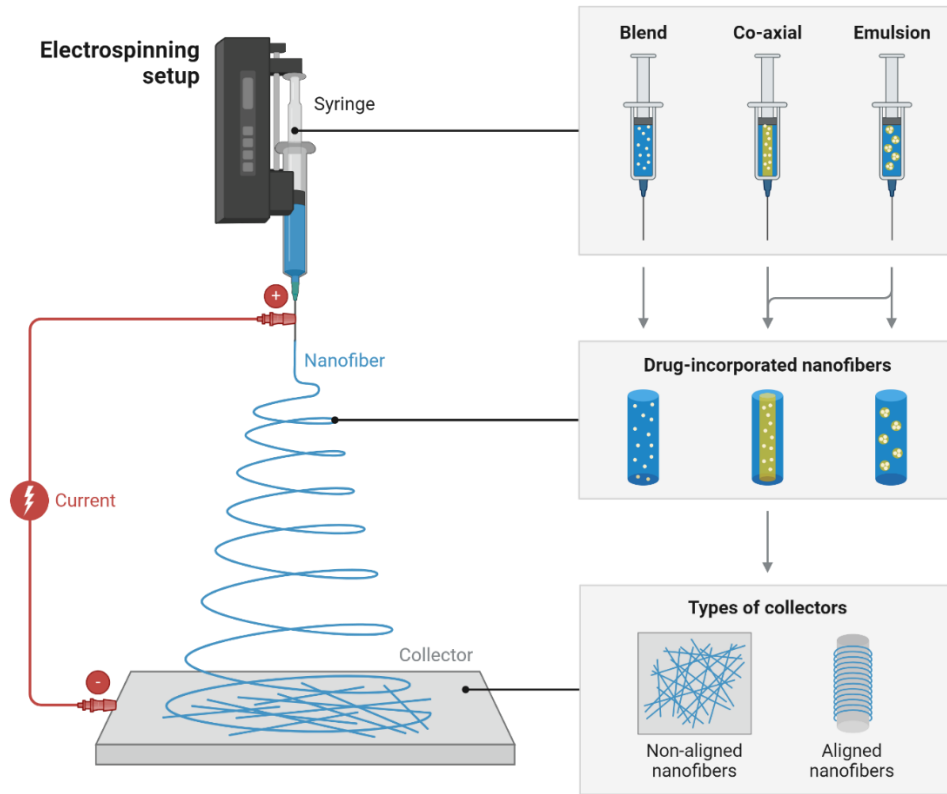 Electrospinning
setup
Syringe
+
Nanofiber
Current
-
Collector
Blend
Co-axial
Emulsion
Drug-incorporated nanofibers
Types of collectors
Non-aligned
nanofibers
Aligned
nanofibers